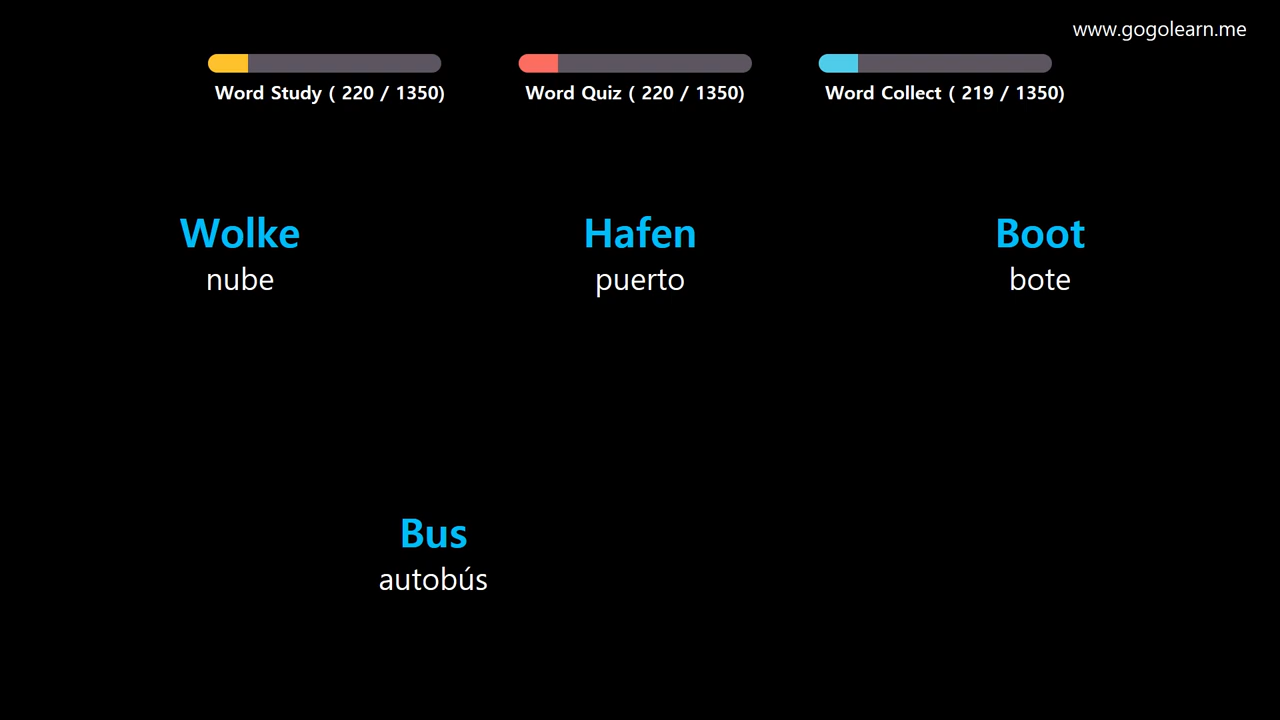 www.gogolearn.me
Word Study ( 220 / 1350)
Word Quiz ( 220 / 1350)
Word Collect ( 219 / 1350)
Wolke
nube
Hafen
puerto
Boot
bote
Bus
autobús